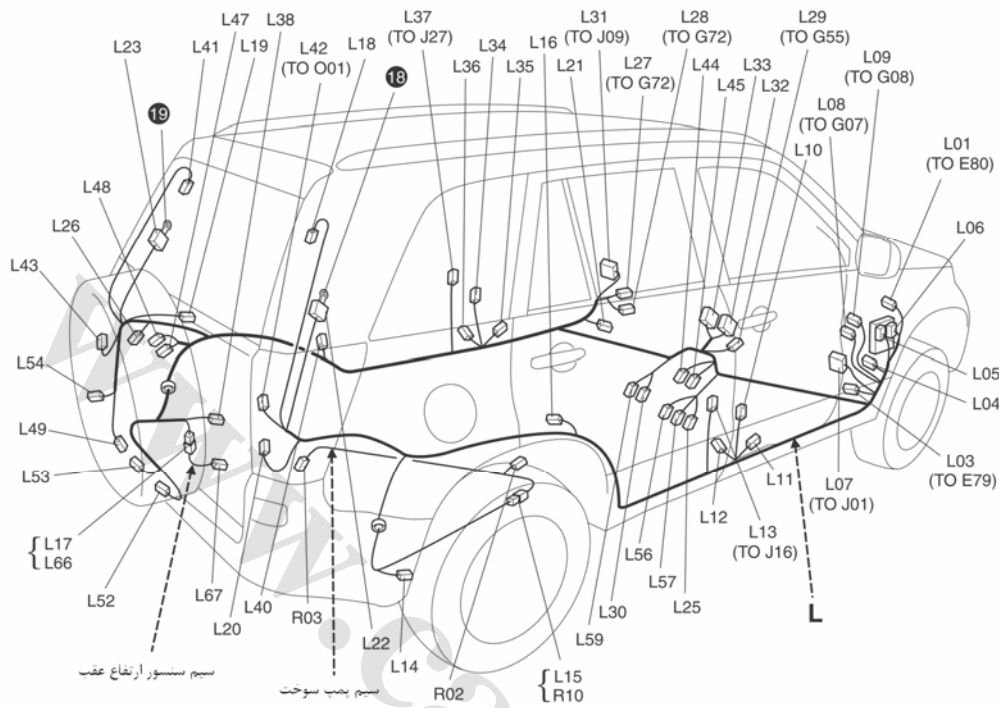 L47
L38
L23
L41
L19
L42
(TO O01)
L18
L37
(TO J27)
L34
L16
L31
(TO J09)
L28
(TO G72)
L29
(TO G55)
L36
L35
L21
L27
(TO G72)
L44
L33
L45
L32
L09
(TO G08)
L08
(TO G07)
L10
L01
(TO E80)
19
18
L48
L26
L06
L43
L54
L05
L04
L49
L53
L03
(TO E79)
L07
(TO J01)
L11
L12
L13
(TO J16)
L17
L66
L56
L57
L52
L67
L20
L40
R03
L22
L14
L30
L59
L25
L
R02
L15
R10
سیم سنسور ارتفاع عقب
سیم پمپ سوخت
www.ca